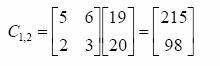 C1,2 = [5 6; 2 3] [19; 20] = [215; 98]